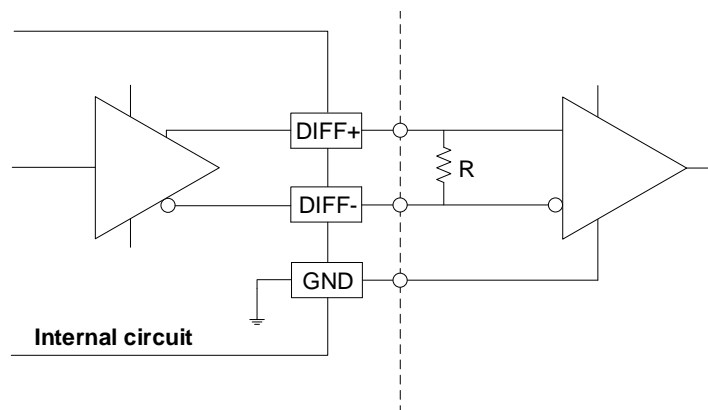 DIFF+
R
DIFF-
GND
Internal circuit